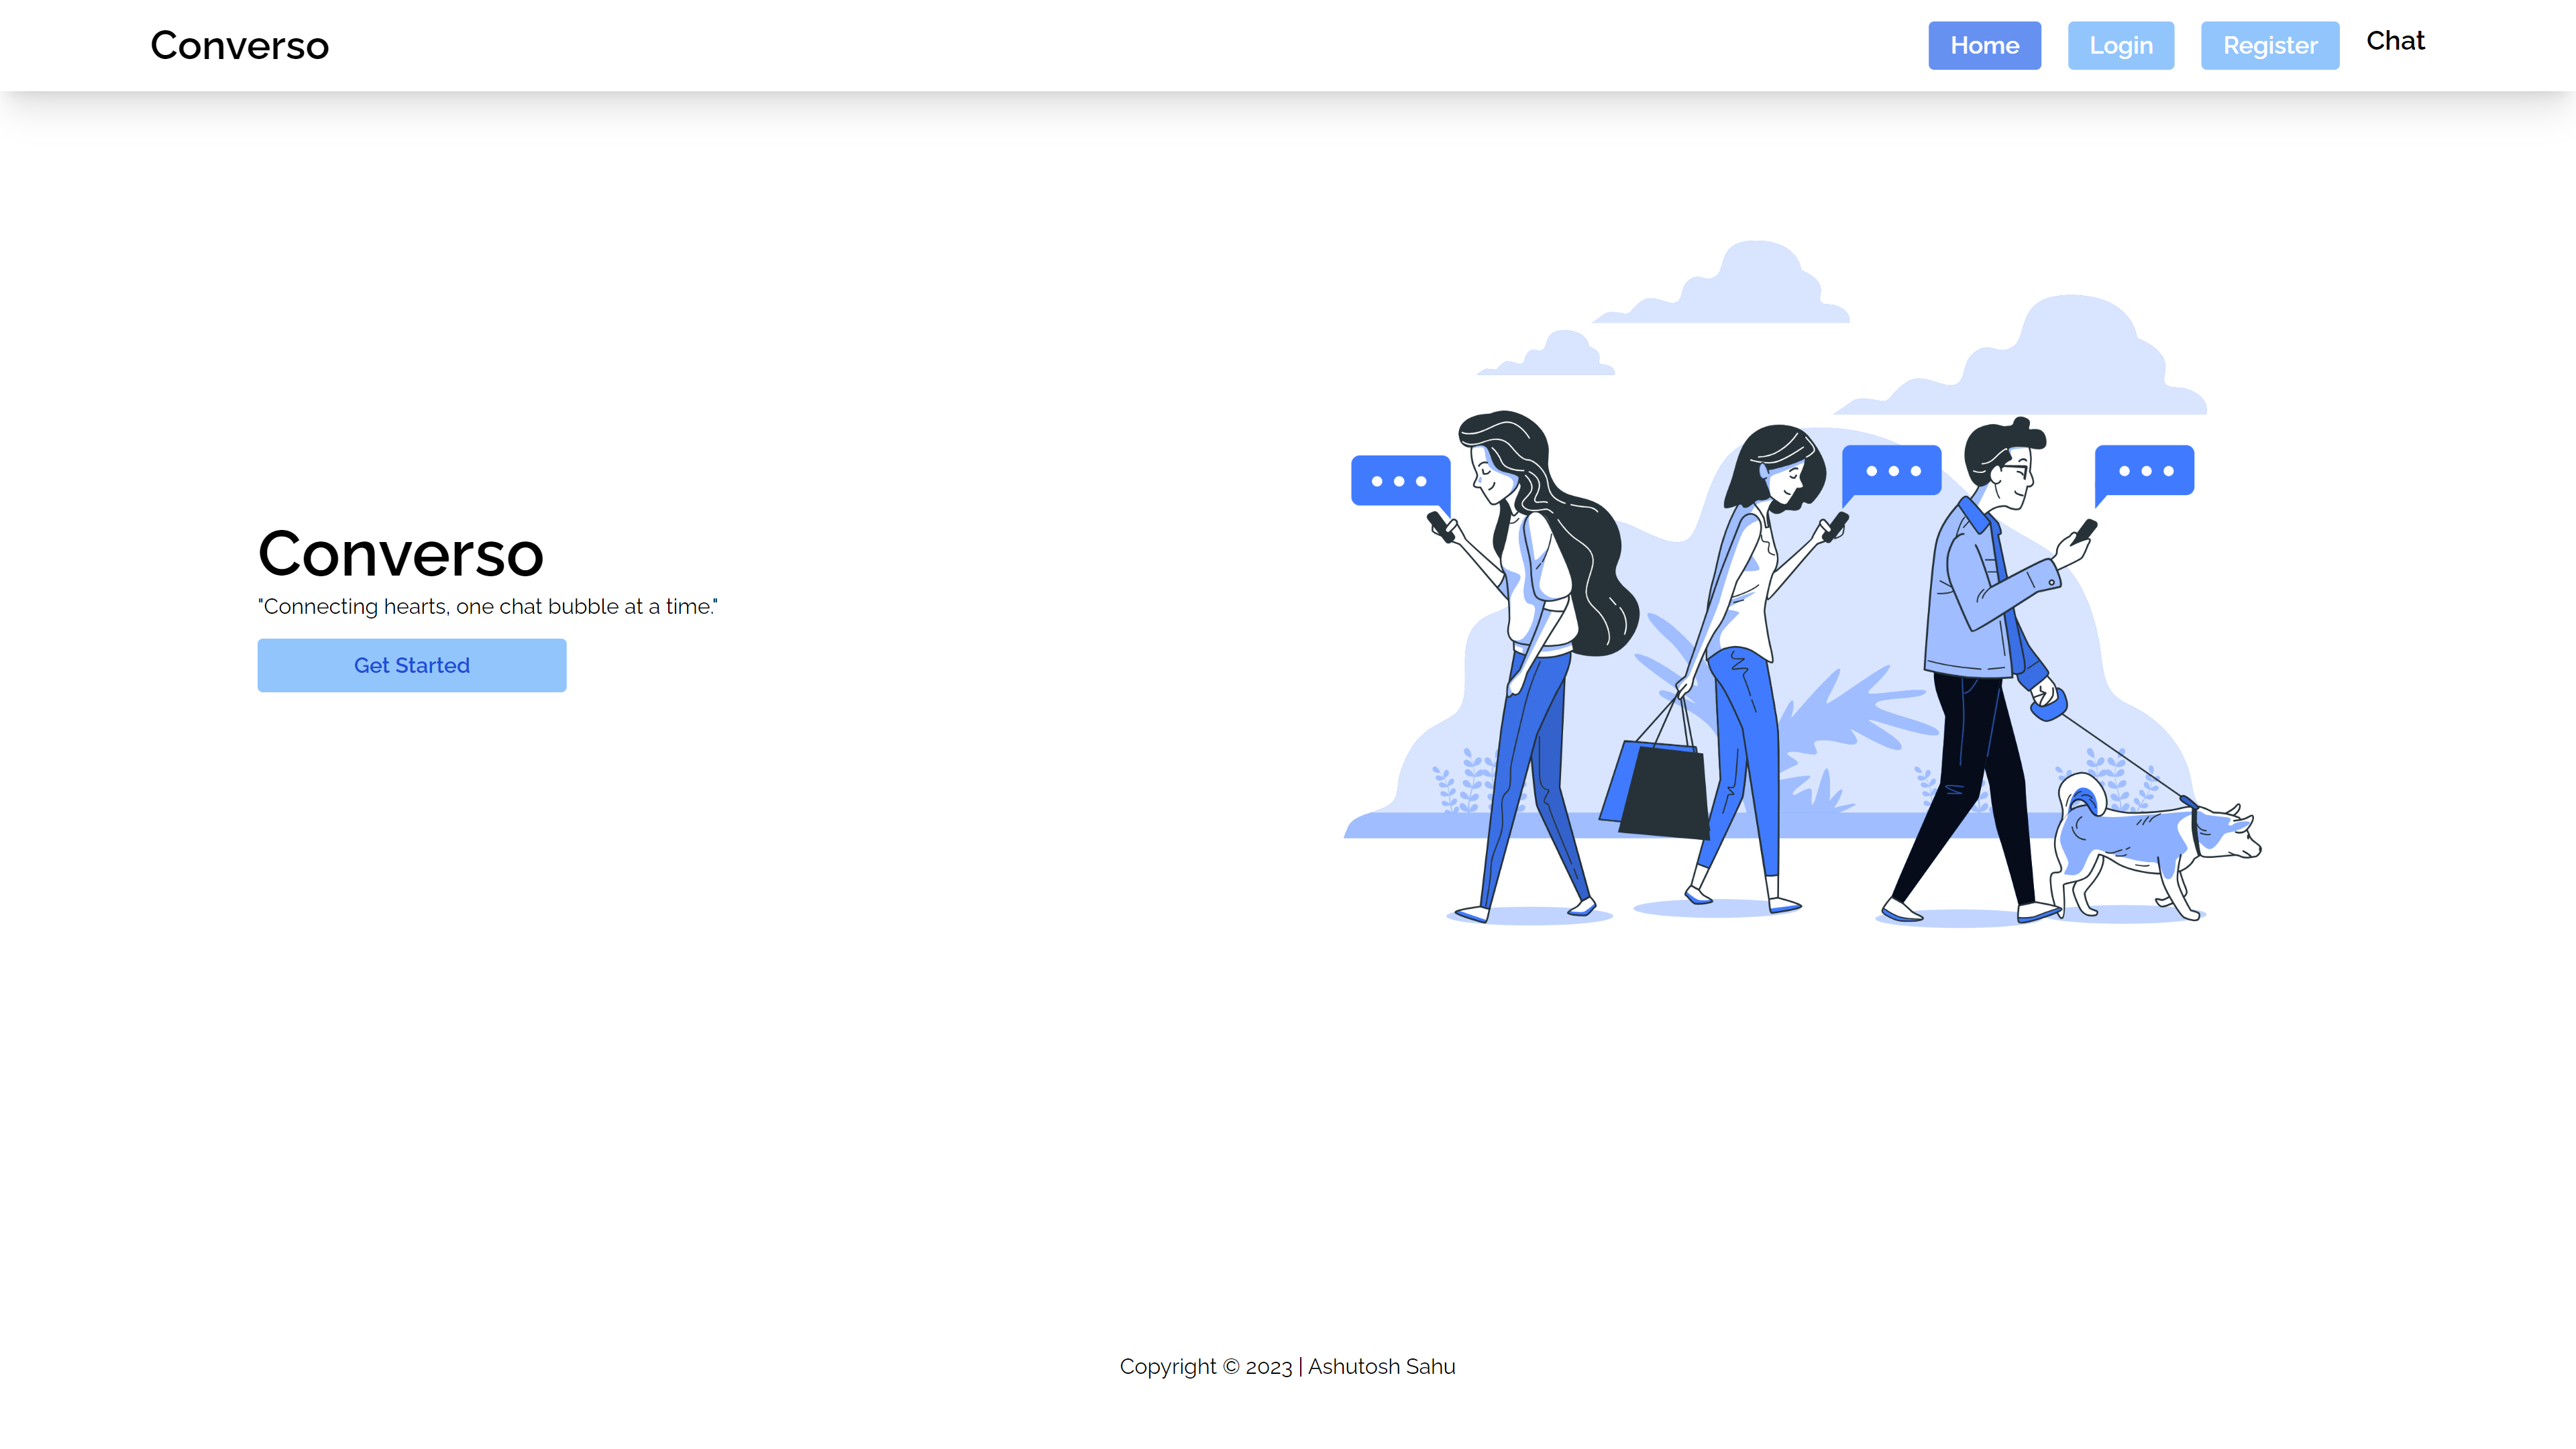 Converso
Home
Login
Register
Chat
Converso
"Connecting hearts, one chat bubble at a time."
Get Started
Copyright © 2023 | Ashutosh Sahu